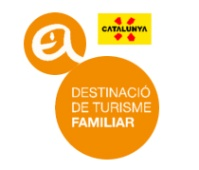 CATALUNYA
DESTINACIÓ
DE TURISME
FAMILIAR